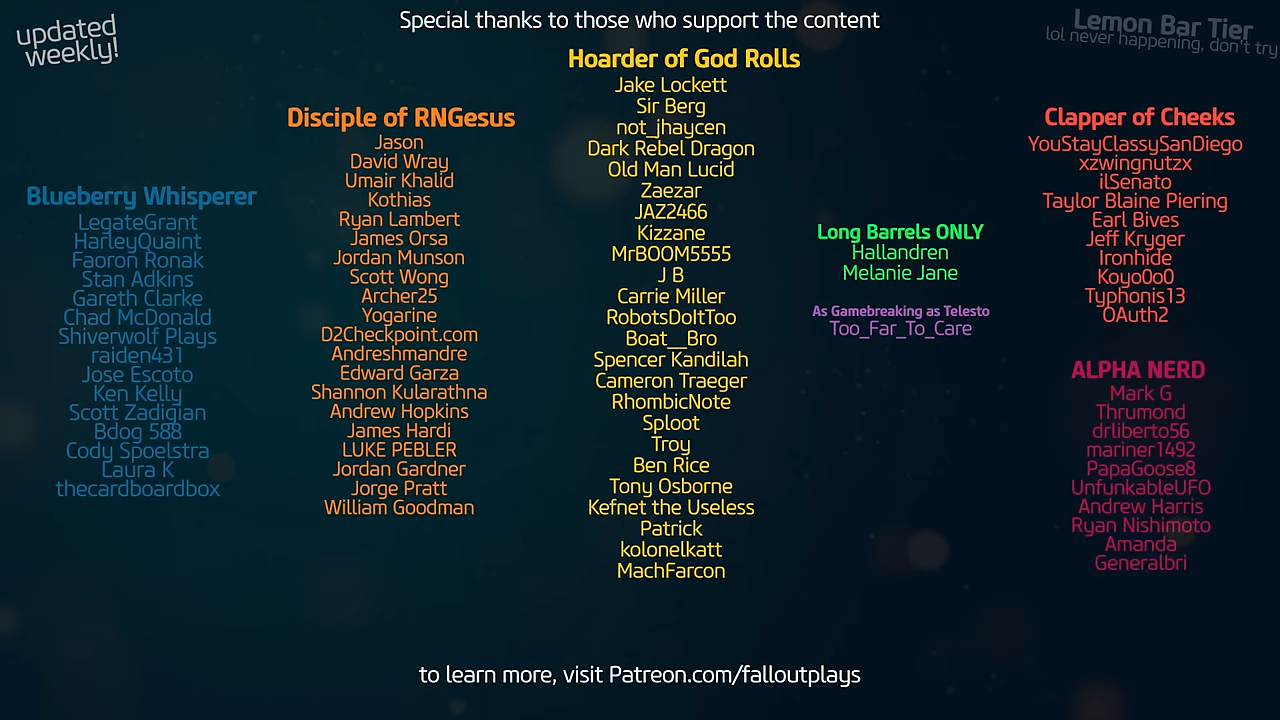 updated
weekly!
Special thanks to those who support the content
Lemon Bar Tier
lol never happening, don't try
Blueberry Whisperer
LegateGrant
HarleyQuaint
Faoron Ronak
Stan Adkins
Gareth Clarke
Chad McDonald
Shiverwolf Plays
raiden431
Jose Escoto
Ken Kelly
Scott Zadigian
Bdog 588
Cody Spoelstra
Laura K
thecardboardbox
Disciple of RNGesus
Jason
David Wray
Umair Khalid
Kothias
Ryan Lambert
James Orsa
Jordan Munson
Scott Wong
Archer25
Yogarine
D2Checkpoint.com
Andreshmandre
Edward Garza
Shannon Kularathna
Andrew Hopkins
James Hardi
LUKE PEBLER
Jordan Gardner
Jorge Pratt
William Goodman
Hoarder of God Rolls
Jake Lockett
Sir Berg
not_jhaycen
Dark Rebel Dragon
Old Man Lucid
Zaezar
JAZ2466
Kizzane
MrBOOM5555
J B
Carrie Miller
RobotsDoItToo
Boat__Bro
Spencer Kandilah
Cameron Traeger
RhombicNote
Sploot
Troy
Ben Rice
Tony Osborne
Kefnet the Useless
Patrick
kolonelkatt
MachFarcon
Long Barrels ONLY
Hallandren
Melanie Jane
As Gamebreaking as Telesto
Too_Far_To_Care
Clapper of Cheeks
YouStayClassySanDiego
xzwingnutzx
ilSenato
Taylor Blaine Piering
Earl Bives
Jeff Kryger
Ironhide
Koyo0o0
Typhonis13
OAuth2
ALPHA NERD
Mark G
Thrumond
drliberto56
mariner1492
PapaGoose8
UnfunkableUFO
Andrew Harris
Ryan Nishimoto
Amanda
Generalbri
to learn more, visit Patreon.com/falloutplays